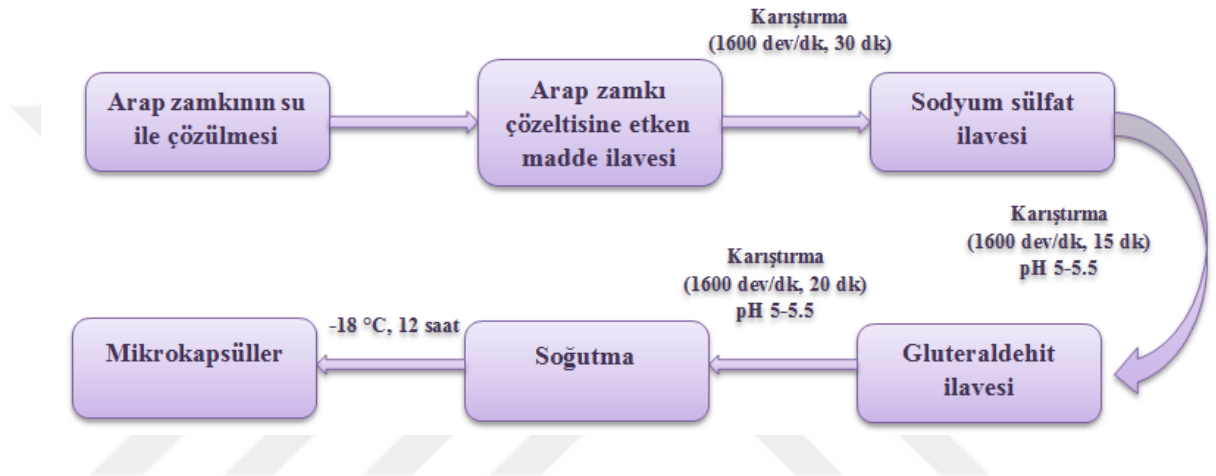 Arap zamkının su
ile çözülmesi
Arap zamkı
çözeltisine etken
madde ilavesi
Karıştırma
(1600 dev/dk, 30 dk)
Sodyum sülfat
ilavesi
Karıştırma
(1600 dev/dk, 15 dk)
pH 5-5.5
Gluteraldehit
ilavesi
Karıştırma
(1600 dev/dk, 20 dk)
pH 5-5.5
Soğutma
-18 °C, 12 saat
Mikrokapsüller